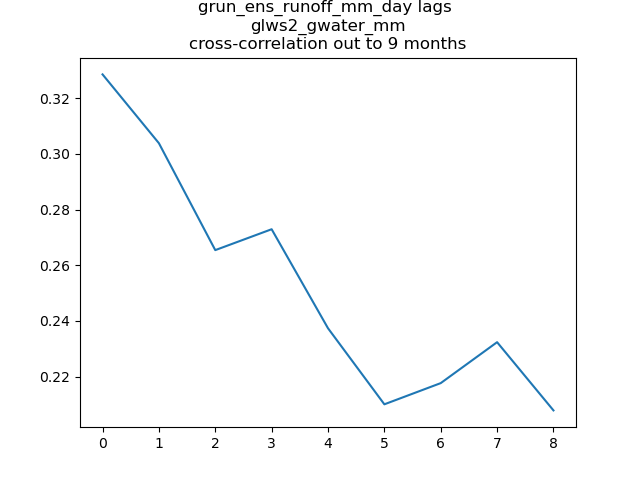 grun_ens_runoff_mm_day lags
glws2_gwater_mm
cross-correlation out to 9 months
0.32
0.30
0.28
0.26
0.24
0.22
0 1 2 3 4 5 6 7 8